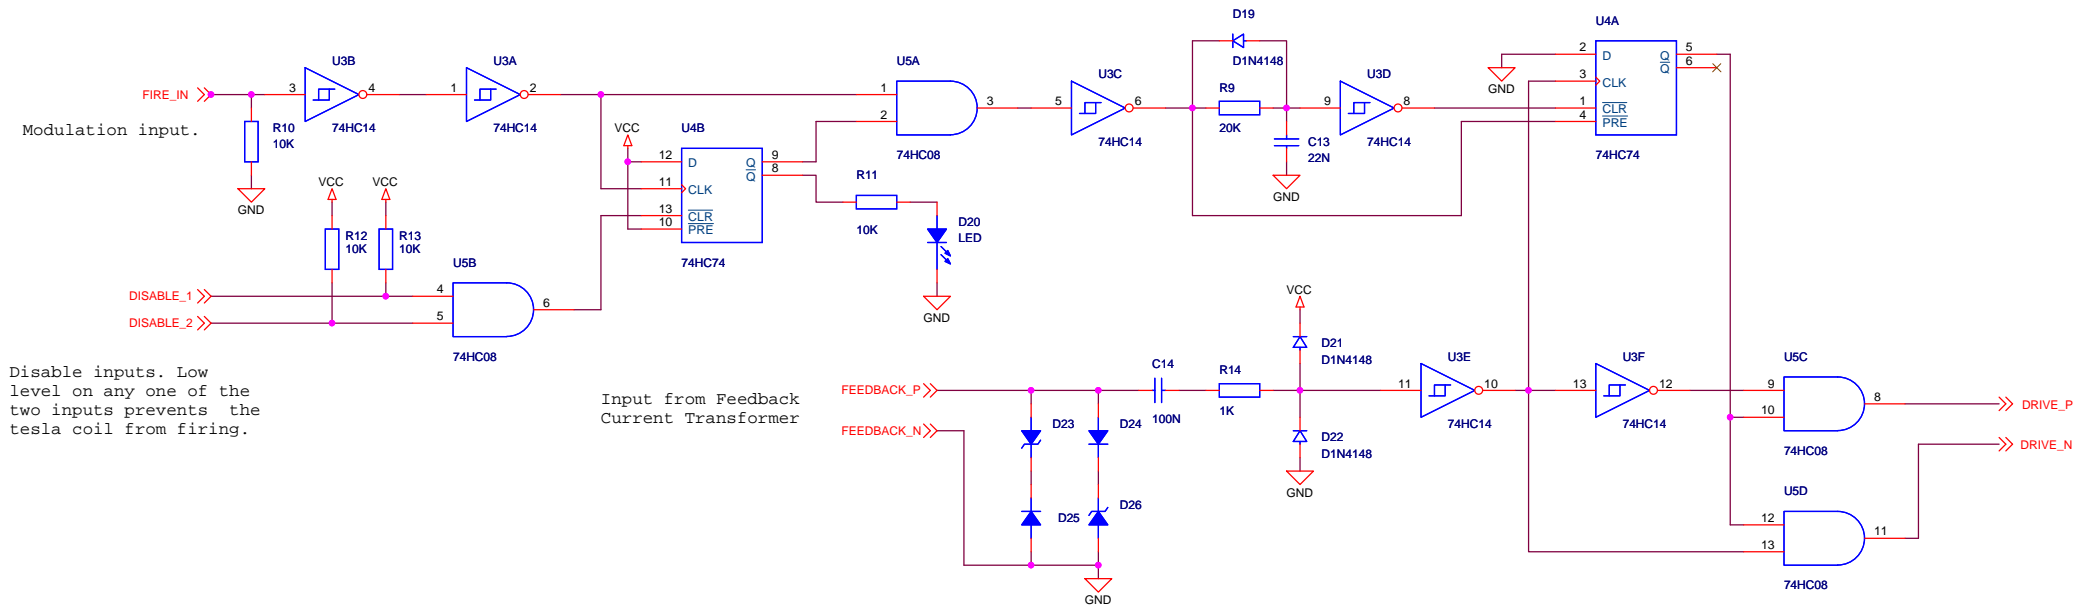 D19
D1N4148
U4A
2
D
Q
5
Q
6
3
CLK
1
CLR
4
PRE
74HC74
GND
FIRE_IN
3
U3B
4
74HC14
1
U3A
2
74HC14
Modulation input.
R10
10K
GND
U5A
1
2
3
74HC08
5
U3C
6
74HC14
R9
20K
C13
22N
GND
9
U3D
8
74HC14
VCC
U4B
12
D
Q
9
Q
8
11
CLK
13
CLR
10
PRE
74HC74
R11
10K
D20
LED
GND
VCC
VCC
R12
10K
R13
10K
DISABLE_1
DISABLE_2
U5B
4
5
6
74HC08
Disable inputs. Low
level on any one of the
two inputs prevents  the
tesla coil from firing.
Input from Feedback
Current Transformer
FEEDBACK_P
FEEDBACK_N
D23
D24
D25
D26
GND
C14
100N
R14
1K
VCC
D21
D1N4148
D22
D1N4148
GND
U3E
11
10
74HC14
U3F
13
12
74HC14
U5C
9
10
8
74HC08
DRIVE_P
DRIVE_N
U5D
12
13
11
74HC08